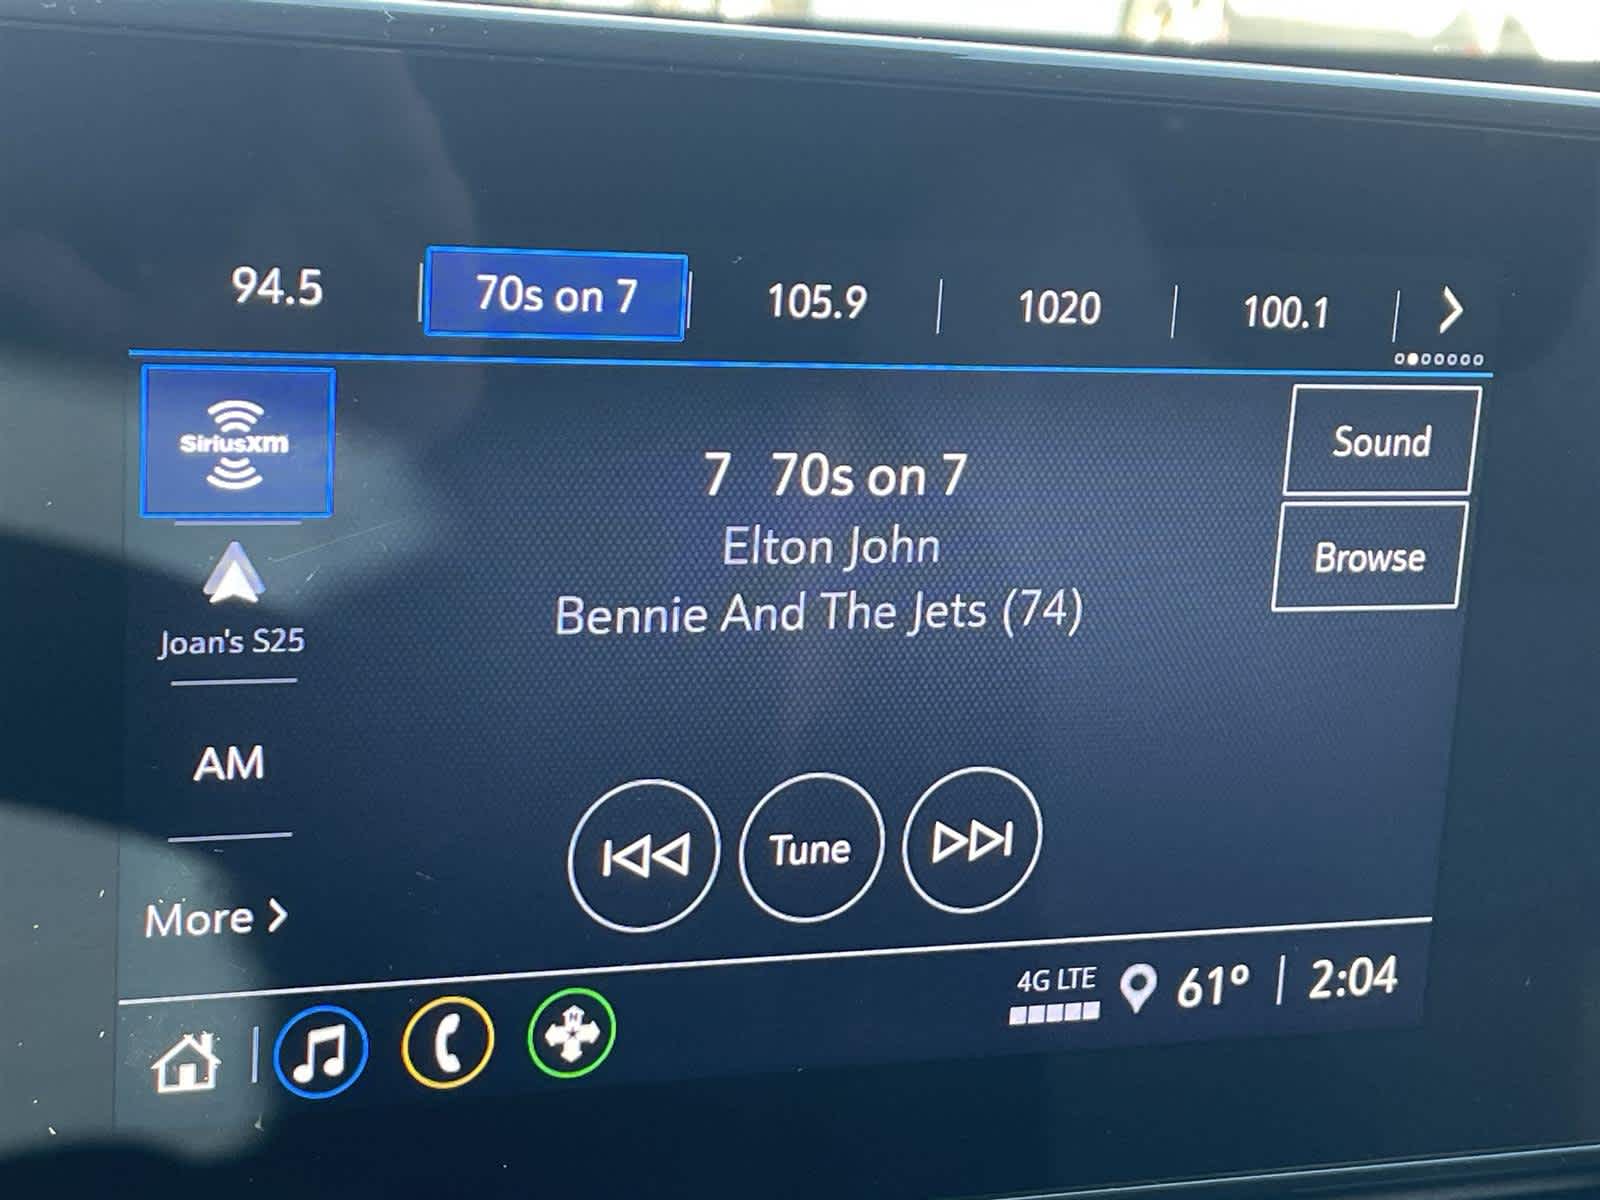 94.5 | 70s on 7 | 105.9 | 1020 | 100.1 |
SiriusXM
7 70s on 7
Elton John
Bennie And The Jets (74)
Sound
Browse
Joan's S25
AM
More
Tune
4G LTE
61° | 2:04
N